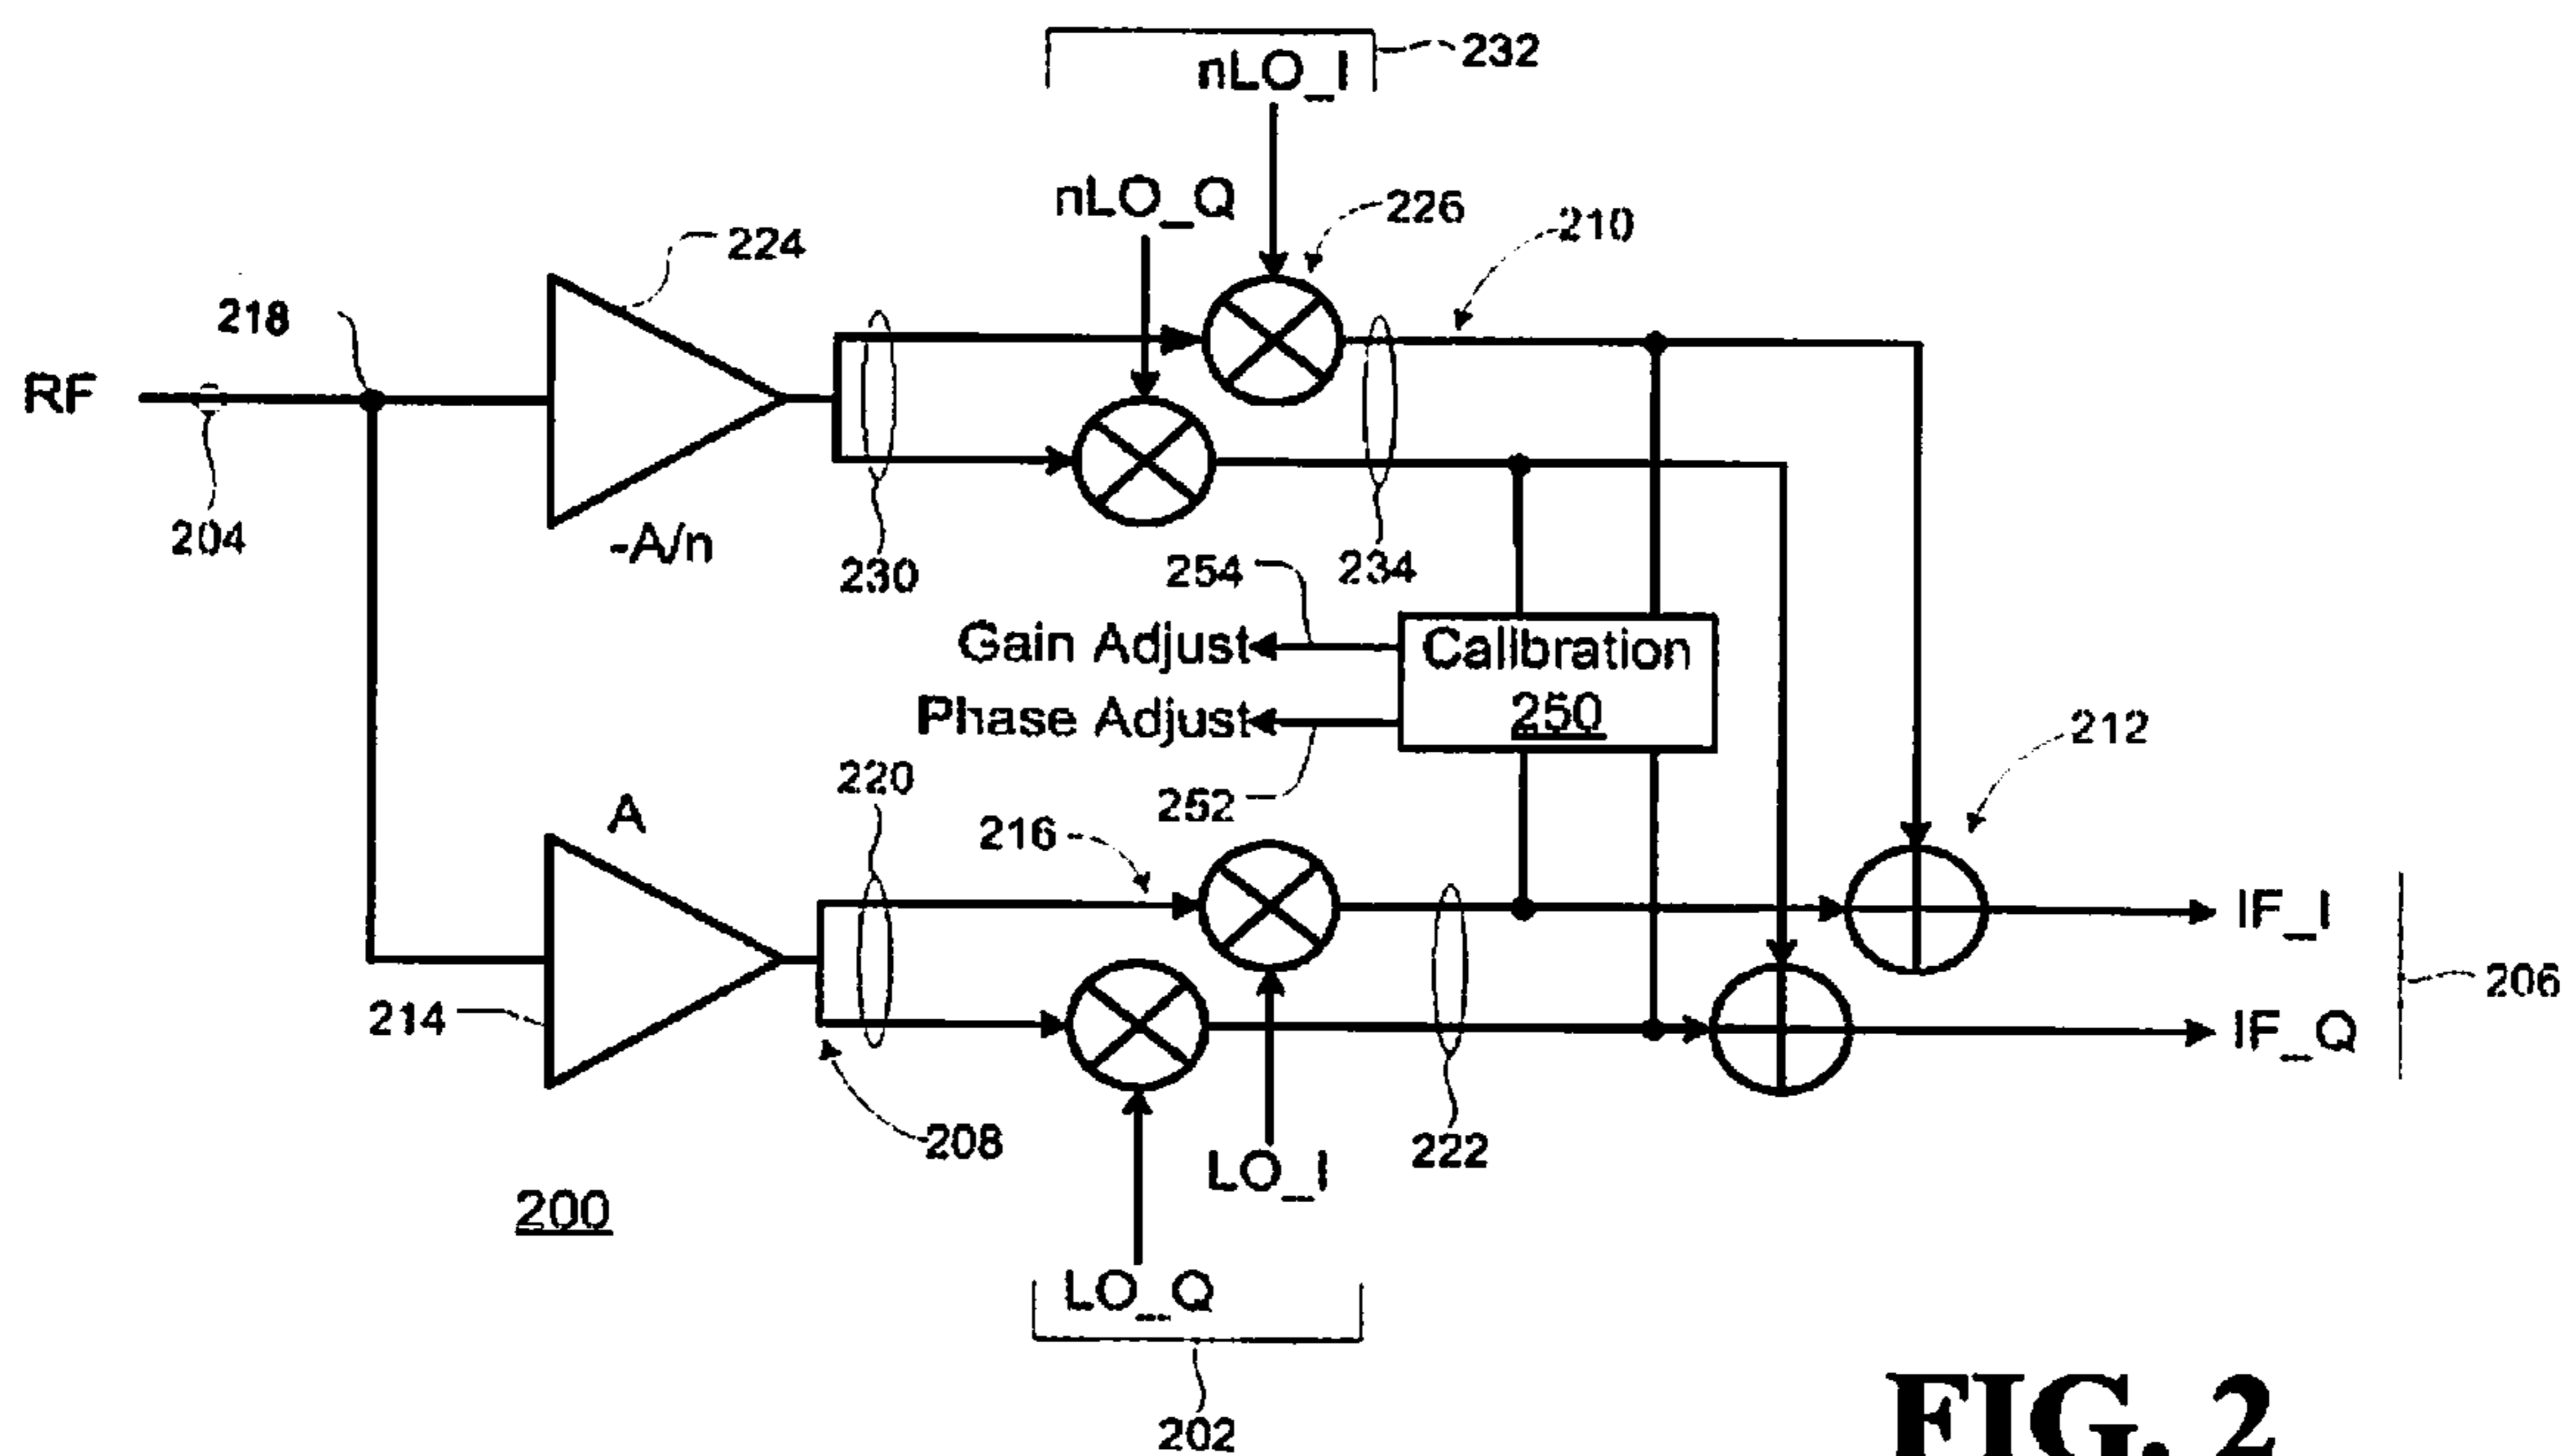 232
nLO_I
nLO_Q
226
210
224
218
RF
204
-A/n
230
254
234
Gain Adjust
Calibration
Phase Adjust
250
252
212
220
A
216
214
IF_I
206
IF_Q
208
222
LO_I
200
LO_Q
202
FIG. 2